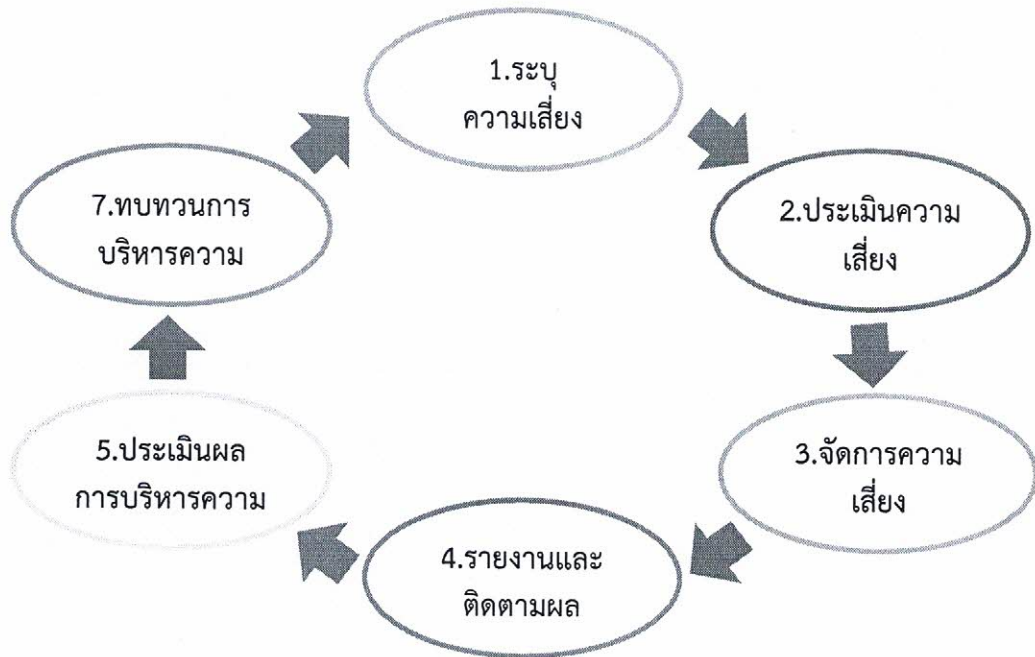 1.ระบุ
ความเสี่ยง
2.ประเมินความ
เสี่ยง
3.จัดการความ
เสี่ยง
4.รายงานและ
ติดตามผล
5.ประเมินผล
การบริหารความ
7.ทบทวนการ
บริหารความ